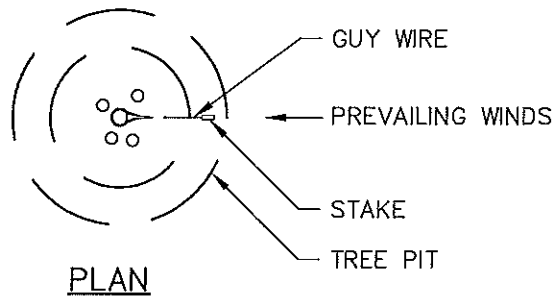 GUY WIRE
PREVAILING WINDS
STAKE
TREE PIT
PLAN